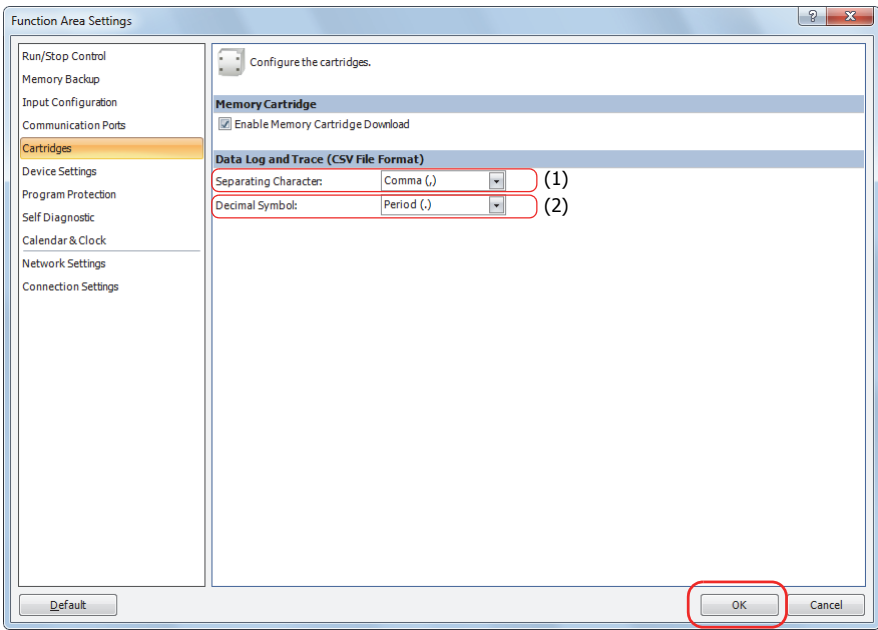 Function Area Settings
Run/Stop Control
Memory Backup
Input Configuration
Communication Ports
Cartridges
Device Settings
Program Protection
Self Diagnostic
Calendar & Clock
Network Settings
Connection Settings
Configure the cartridges.
Memory Cartridge
Enable Memory Cartridge Download
Data Log and Trace (CSV File Format)
Separating Character: Comma (,) (1)
Decimal Symbol: Period (.) (2)
Default OK Cancel